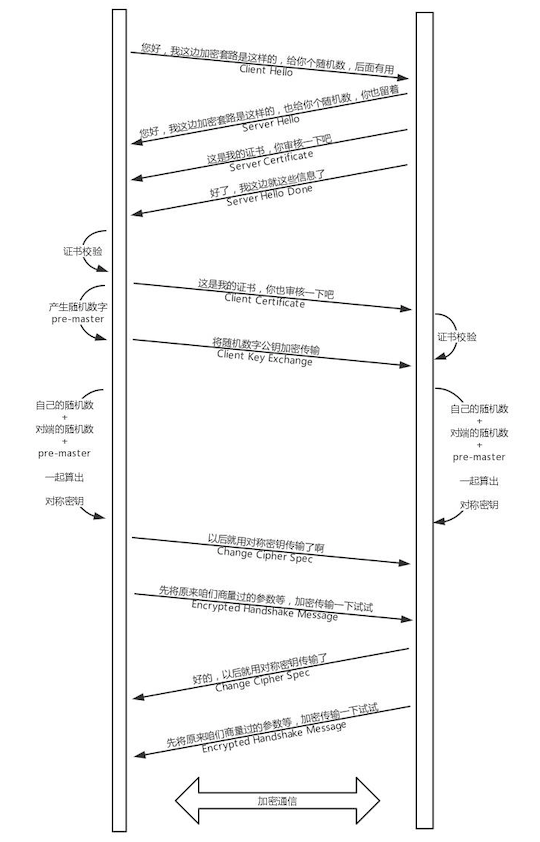 您好，我这边加密套路是这样的，给你个随机数，后面有用
Client Hello
您好，我这边加密套路是这样的，也给你个随机数，你也留着
Server Hello
这是我的证书，你审核一下吧
Server Certificate
好了，我这边就这些信息了
Server Hello Done
证书校验
这是我的证书，你也审核一下吧
Client Certificate
产生随机数字
pre-master
证书校验
将随机数字公钥加密传输
Client Key Exchange
自己的随机数
+
对端的随机数
+
pre-master
一起算出
对称密钥
自己的随机数
+
对端的随机数
+
pre-master
一起算出
对称密钥
以后就用对称密钥传输了啊
Change Cipher Spec
先将原来咱们商量过的参数等，加密传输一下试试
Encrypted Handshake Message
好的，以后就用对称密钥传输了
Change Cipher Spec
先将原来咱们商量过的参数等，加密传输一下试试
Encrypted Handshake Message
加密通信